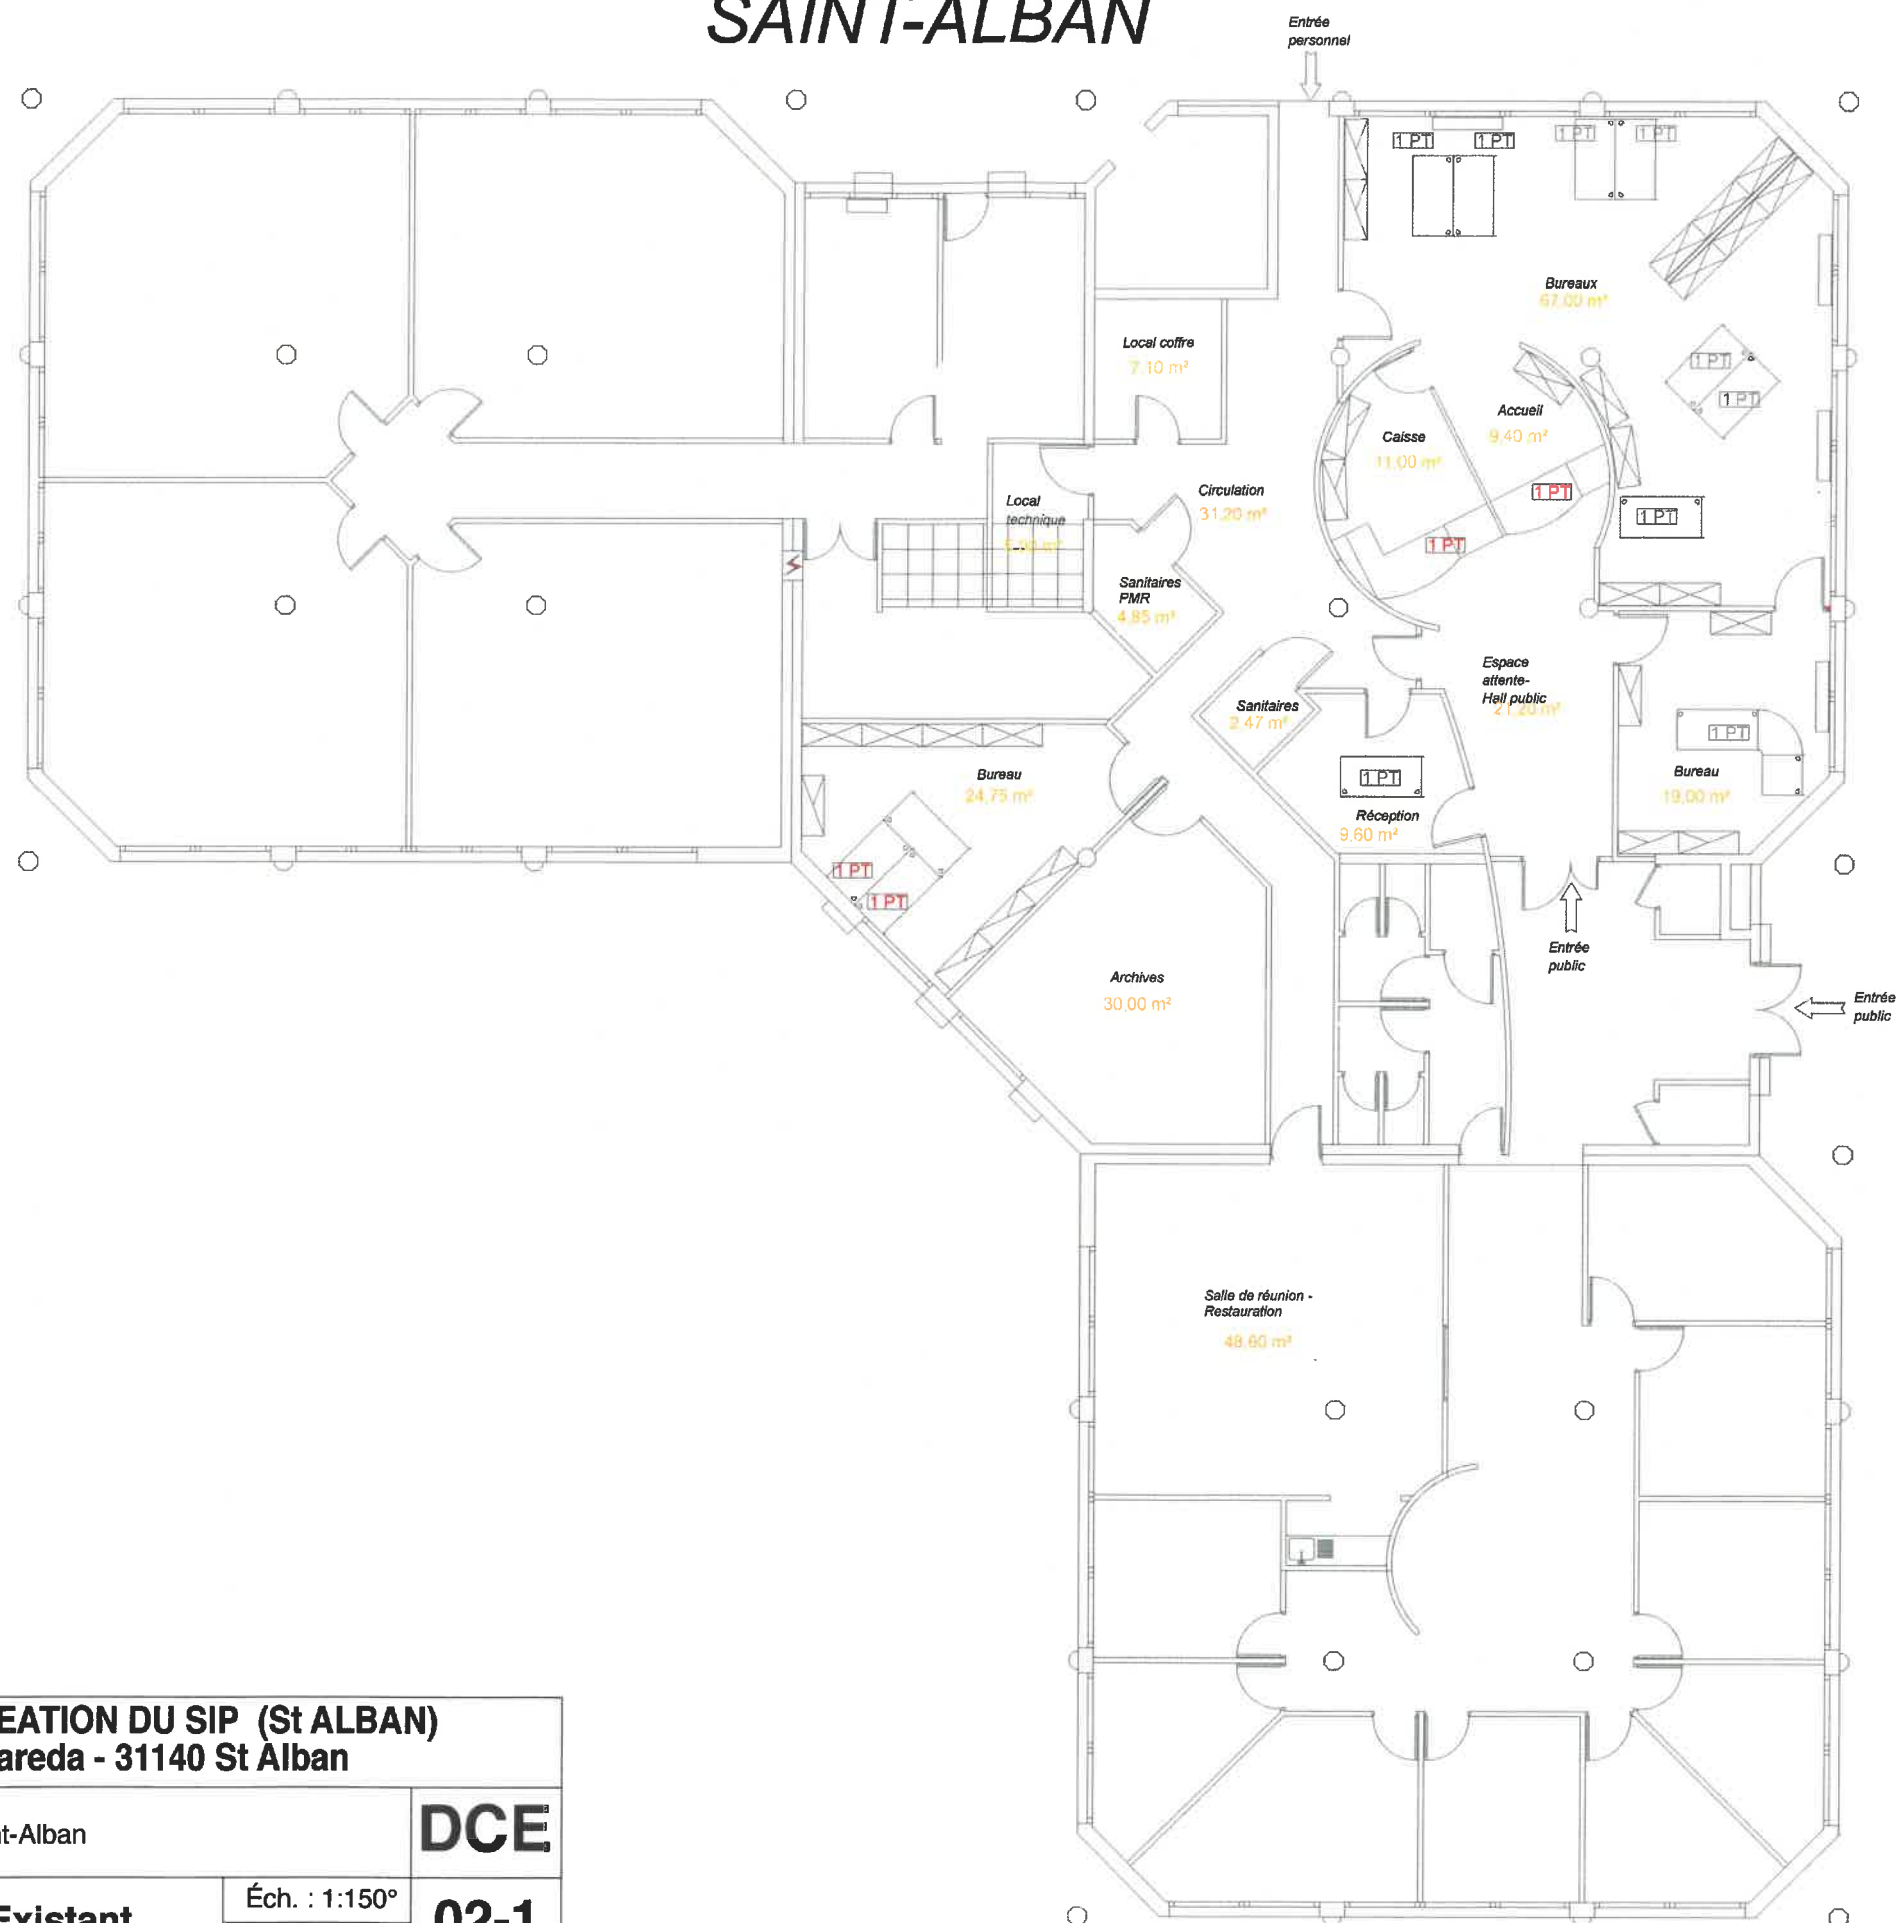 SAINT-ALBAN
Entrée
personnel
1 PT
1 PT
1 PT
1 PT
Bureaux
67,00 m²
Local coffre
7.10 m²
1 PT
1 PT
Accueil
9,40 m²
Caisse
11,00 m²
Circulation
31,20 m²
1 PT
1 PT
1 PT
Local
technique
Sanitaires
PMR
4,85 m²
Espace
attente-
Hall public
21,20 m²
Sanitaires
2.47 m²
1 PT
Bureau
19,00 m²
1 PT
Réception
9,60 m²
Bureau
24,75 m²
1 PT
1 PT
Entrée
public
Archives
30,00 m²
Entrée
public
Salle de réunion -
Restauration
48,60 m²
EATION DU SIP (St ALBAN)
areda - 31140 St Alban
t-Alban
DCE
Éch. : 1:150°
Existant
02-1